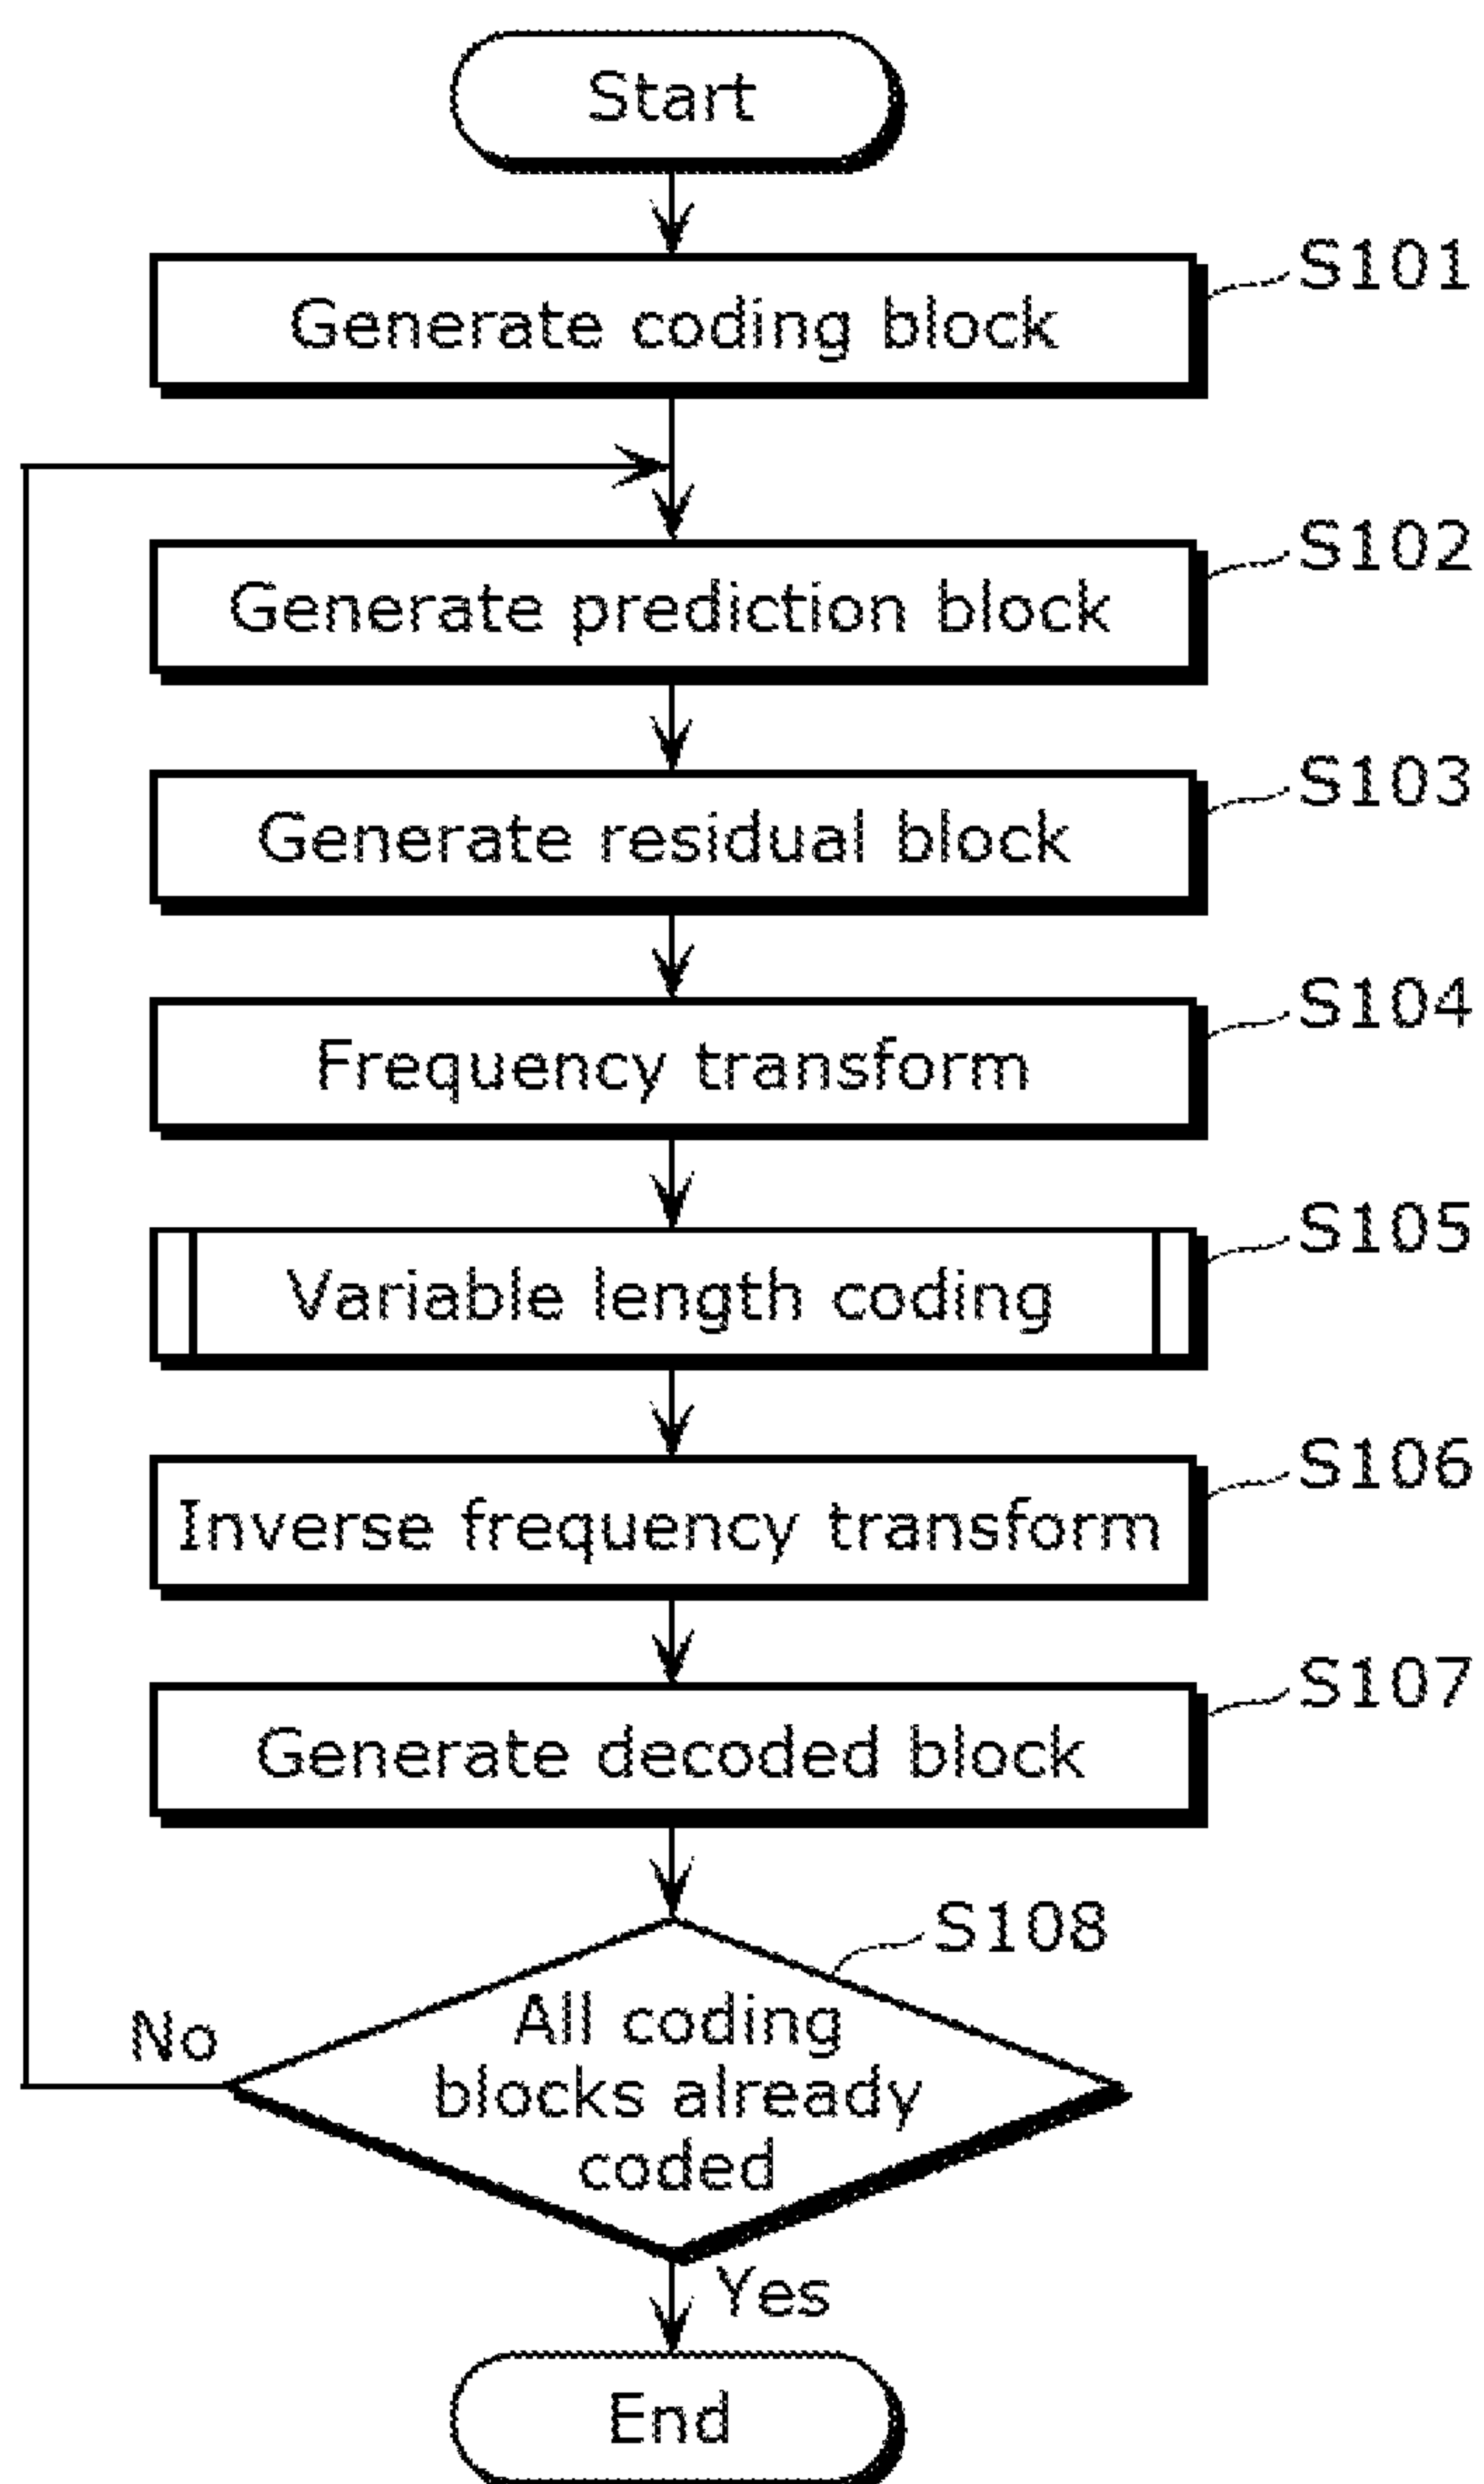 Start
S101
Generate coding block
S102
Generate prediction block
S103
Generate residual block
S104
Frequency transform
S105
Variable length coding
S106
Inverse frequency transform
S107
Generate decoded block
S108
All coding
blocks already
coded
No
Yes
End